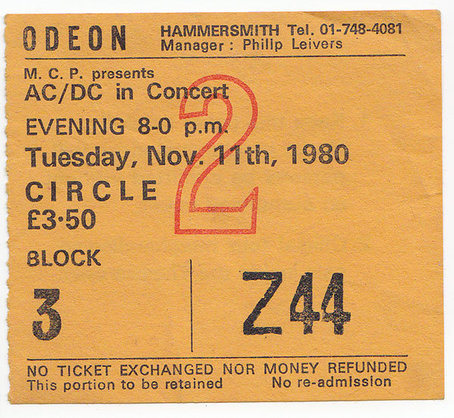 ODEON HAMMERSMITH Tel. 01-748-4081
Manager : Philip Leivers
M. C. P. presents
AC/DC in Concert
EVENING 8-0 p.m.
Tuesday, Nov. 11th, 1980
2
CIRCLE
£3·50
BLOCK
3 Z44
NO TICKET EXCHANGED NOR MONEY REFUNDED
This portion to be retained No re-admission